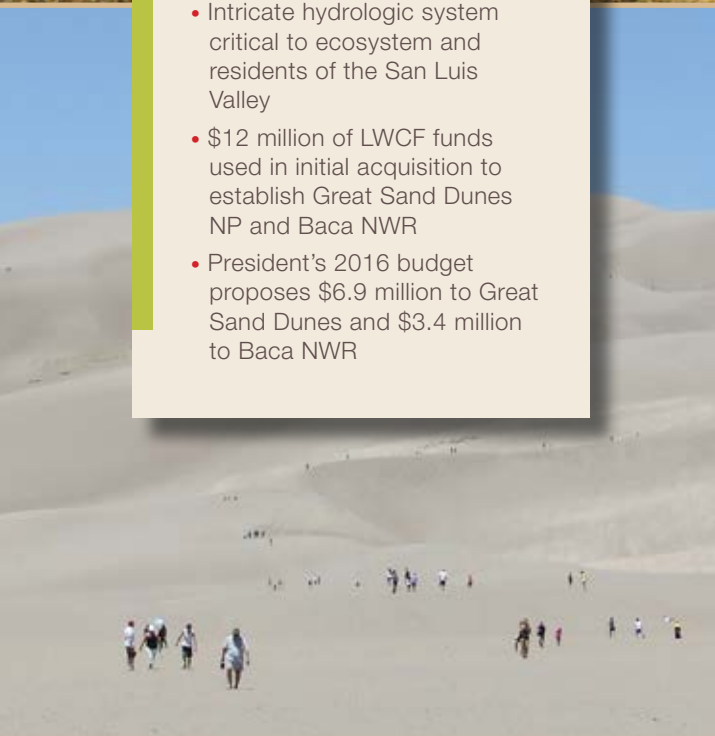 • Intricate hydrologic system
critical to ecosystem and
residents of the San Luis
Valley
• $12 million of LWCF funds
used in initial acquisition to
establish Great Sand Dunes
NP and Baca NWR
• President’s 2016 budget
proposes $6.9 million to Great
Sand Dunes and $3.4 million
to Baca NWR